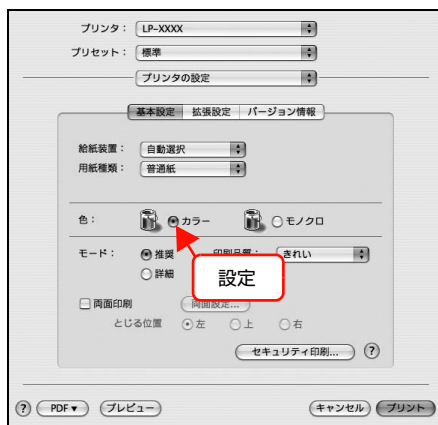 プリンタ： LP-XXXX
プリセット： 標準
プリンタの設定
基本設定 拡張設定 バージョン情報
給紙装置： 自動選択
用紙種類： 普通紙
色： カラー モノクロ
モード： 推奨 印刷品質： きれい
設定
詳細
両面印刷 両面設定...
とじる位置 左 上 右
セキュリティ印刷... ?
? PDF▼ プレビュー キャンセル プリント